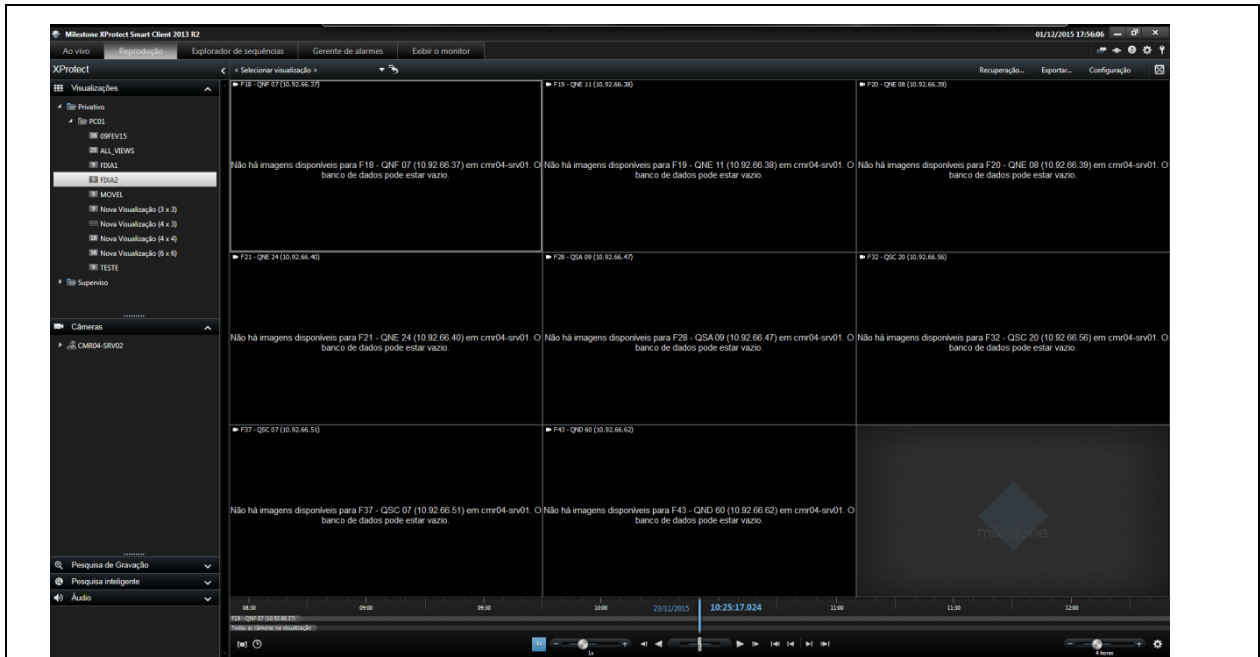 Milestone XProtect Smart Client 2013 R2
01/12/2015 17:56:06
Ao vivo
Reprodução
Explorador de sequências
Gerente de alarmes
Exibir o monitor
XProtect
< Selecionar visualização >
Recuperação...
Exportar...
Configuração
Visualizações
Privativo
PC01
36 09FEV15
25 ALL_VIEWS
9 FIXA1
9 FIXA2
9 MOVEL
9 Nova Visualização (3 x 3)
Nova Visualização (4 x 3)
16 Nova Visualização (4 x 4)
36 Nova Visualização (6 x 6)
9 TESTE
Superviso
Câmeras
CMR04-SRV02
Pesquisa de Gravação
Pesquisa inteligente
Áudio
F18 - QNF 07 (10.92.66.37)
Não há imagens disponíveis para F18 - QNF 07 (10.92.66.37) em cmr04-srv01. O
banco de dados pode estar vazio.
F19 - QNE 11 (10.92.66.38)
Não há imagens disponíveis para F19 - QNE 11 (10.92.66.38) em cmr04-srv01. O
banco de dados pode estar vazio.
F20 - QNE 08 (10.92.66.39)
Não há imagens disponíveis para F20 - QNE 08 (10.92.66.39) em cmr04-srv01. O
banco de dados pode estar vazio.
F21 - QNE 24 (10.92.66.40)
Não há imagens disponíveis para F21 - QNE 24 (10.92.66.40) em cmr04-srv01. O
banco de dados pode estar vazio.
F28 - QSA 09 (10.92.66.47)
Não há imagens disponíveis para F28 - QSA 09 (10.92.66.47) em cmr04-srv01. O
banco de dados pode estar vazio.
F32 - QSC 20 (10.92.66.56)
Não há imagens disponíveis para F32 - QSC 20 (10.92.66.56) em cmr04-srv01. O
banco de dados pode estar vazio.
F37 - QSC 07 (10.92.66.51)
Não há imagens disponíveis para F37 - QSC 07 (10.92.66.51) em cmr04-srv01. O
banco de dados pode estar vazio.
F43 - QND 60 (10.92.66.62)
Não há imagens disponíveis para F43 - QND 60 (10.92.66.62) em cmr04-srv01. O
banco de dados pode estar vazio.
milestone
08:30
09:00
09:30
10:00
23/11/2015
10:25:17.024
11:00
11:30
12:00
F18 - QNF 07 (10.92.66.37)
Todas as câmeras na visualização
1x
1x
4 horas